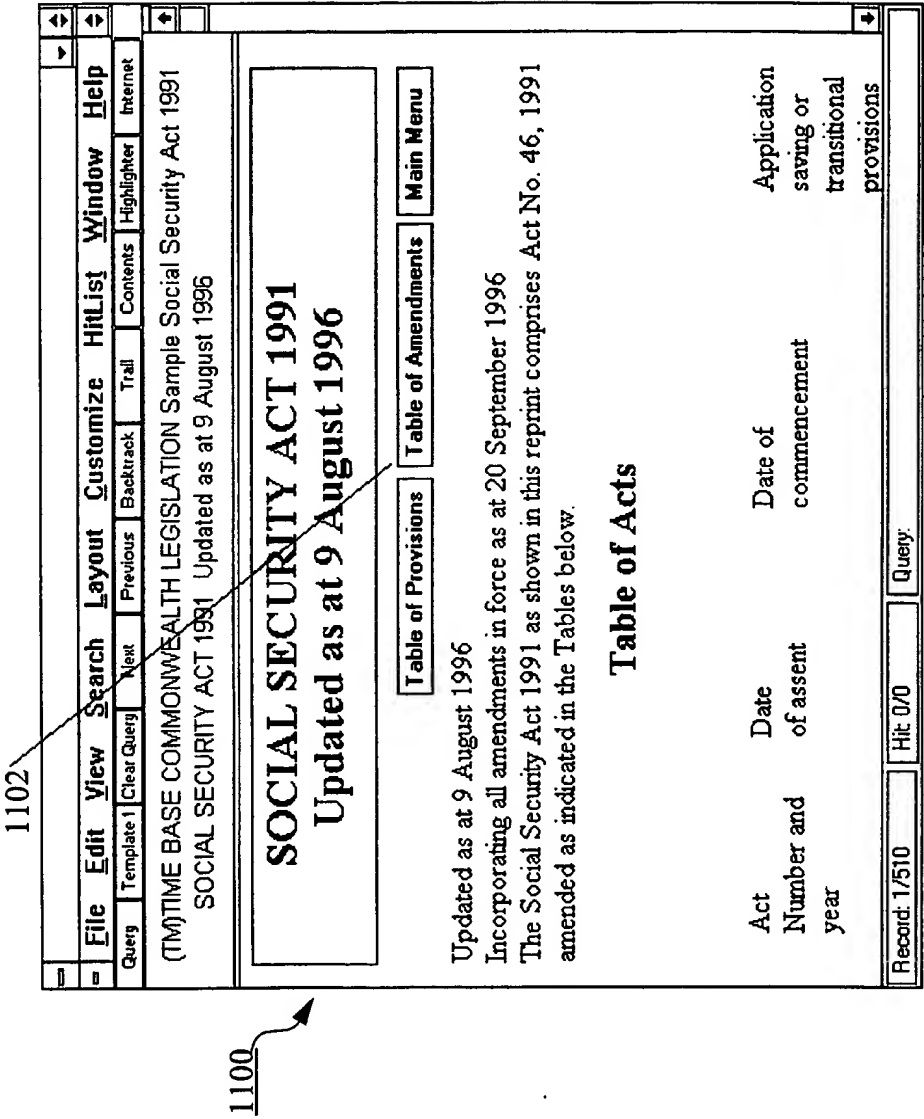 1102
File Edit View Search Layout Customize HitList Window Help
Query Template 1 Clear Query Next Previous Backtrack Trail Contents Highlighter Internet
(TM)TIME BASE COMMONWEALTH LEGISLATION Sample Social Security Act 1991
SOCIAL SECURITY ACT 1991 Updated as at 9 August 1996
SOCIAL SECURITY ACT 1991
Updated as at 9 August 1996
Table of Provisions Table of Amendments Main Menu
Updated as at 9 August 1996
Incorporating all amendments in force as at 20 September 1996
The Social Security Act 1991 as shown in this reprint comprises Act No. 46, 1991
amended as indicated in the Tables below.
Table of Acts
Act Date Date of Application
Number and of assent commencement saving or
year transitional
provisions
Record: 1/510 Hit: 0/0 Query:
1100